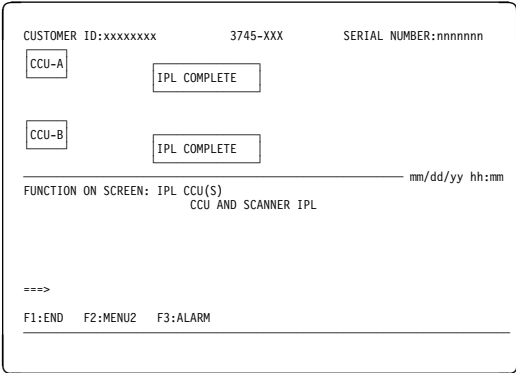 CUSTOMER ID:xxxxxxxx 3745-XXX SERIAL NUMBER:nnnnnnn
CCU-A
IPL COMPLETE
CCU-B
IPL COMPLETE
mm/dd/yy hh:mm
FUNCTION ON SCREEN: IPL CCU(S)
CCU AND SCANNER IPL
===>
F1:END F2:MENU2 F3:ALARM